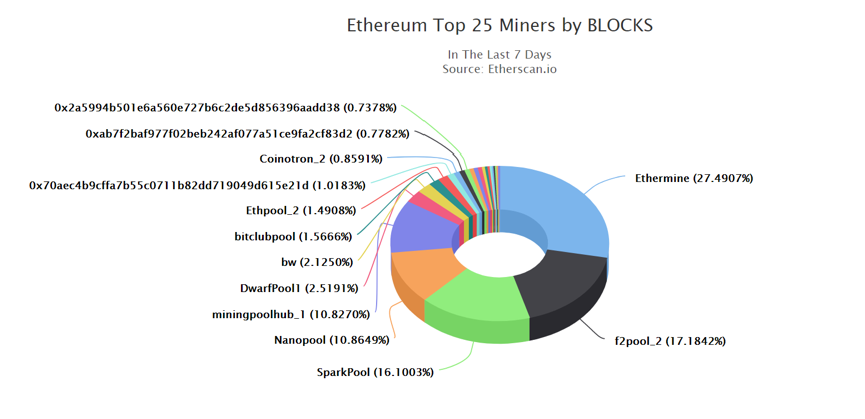 Ethereum Top 25 Miners by BLOCKS
In The Last 7 Days
Source: Etherscan.io
0x2a5994b501e6a560e727b6c2de5d856396aadd38 (0.7378%)
0xab7f2baf977f02beb242af077a51ce9fa2cf83d2 (0.7782%)
Coinotron_2 (0.8591%)
0x70aec4b9cffa7b55c0711b82dd719049d615e21d (1.0183%)
Ethpool_2 (1.4908%)
bitclubpool (1.5666%)
bw (2.1250%)
DwarfPool1 (2.5191%)
miningpoolhub_1 (10.8270%)
Nanopool (10.8649%)
SparkPool (16.1003%)
f2pool_2 (17.1842%)
Ethermine (27.4907%)